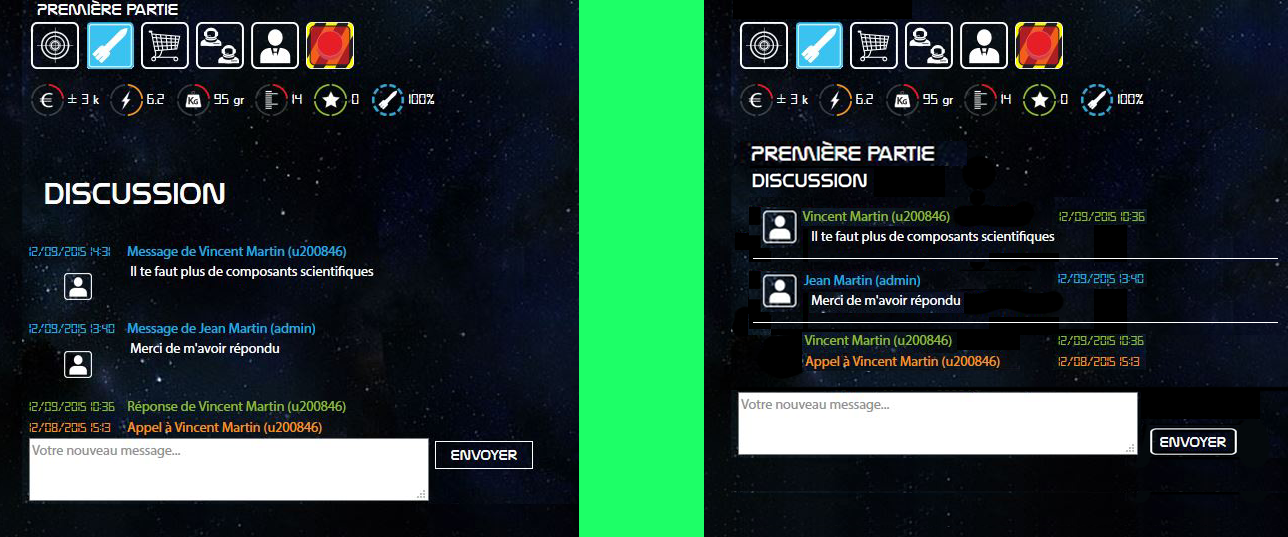 PREMIÈRE PARTIE
± 3 k 6.2 Kg 95 gr 14 0 100%
DISCUSSION
12/09/2015 14:31 Message de Vincent Martin (u200846)
Il te faut plus de composants scientifiques
12/09/2015 13:40 Message de Jean Martin (admin)
Merci de m'avoir répondu
12/09/2015 10:36 Réponse de Vincent Martin (u200846)
12/08/2015 15:13 Appel à Vincent Martin (u200846)
Votre nouveau message...
ENVOYER
± 3 k 6.2 Kg 95 gr 14 0 100%
PREMIÈRE PARTIE
DISCUSSION
Vincent Martin (u200846) 12/09/2015 10:36
Il te faut plus de composants scientifiques
Jean Martin (admin) 12/09/2015 13:40
Merci de m'avoir répondu
Vincent Martin (u200846) 12/09/2015 10:36
Appel à Vincent Martin (u200846) 12/08/2015 15:13
Votre nouveau message...
ENVOYER